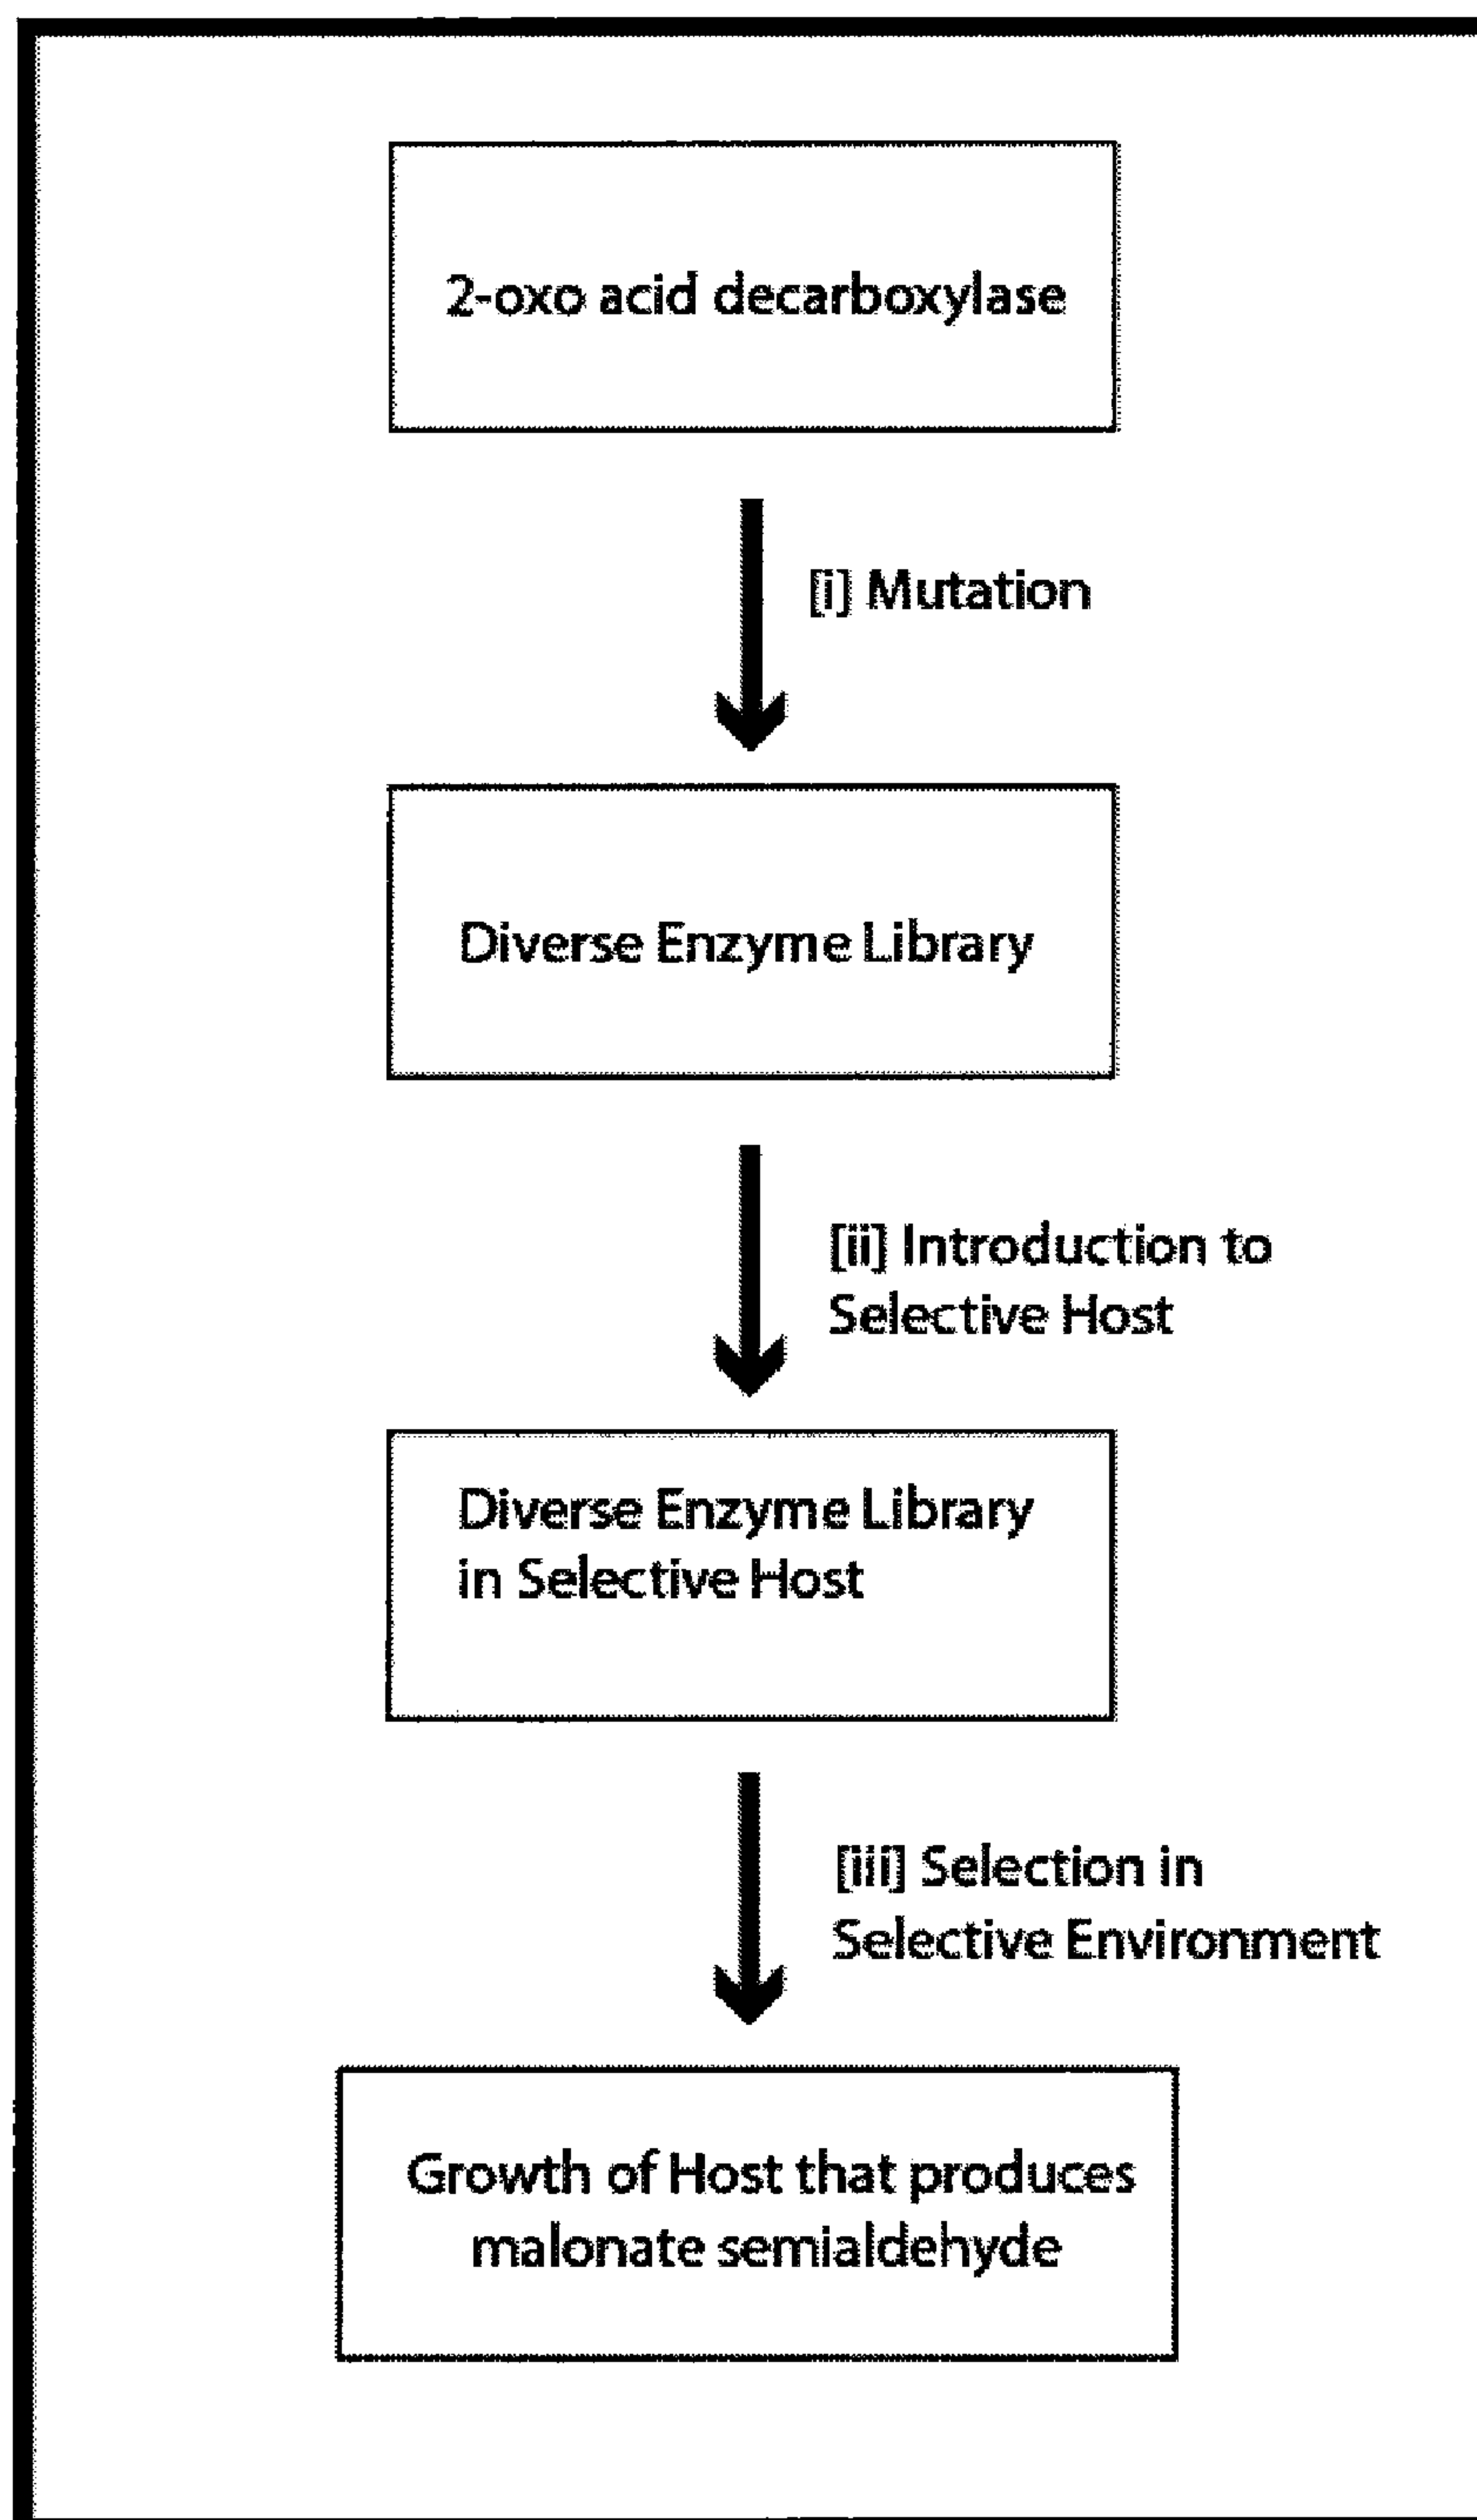 2-oxo acid decarboxylase
[i] Mutation
Diverse Enzyme Library
[ii] Introduction to
Selective Host
Diverse Enzyme Library
in Selective Host
[iii] Selection in
Selective Environment
Growth of Host that produces
malonate semialdehyde